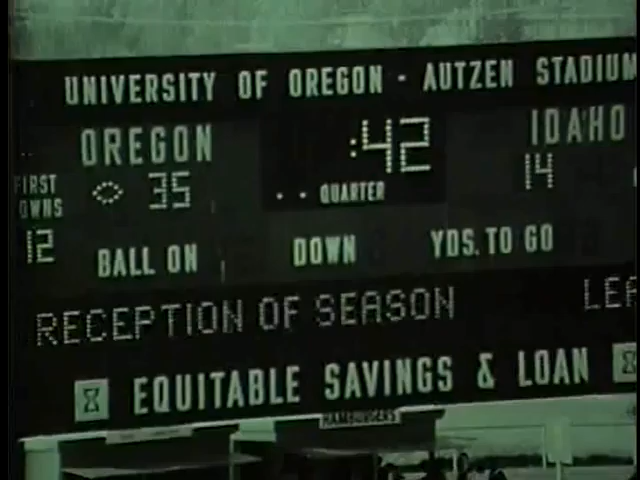 UNIVERSITY OF OREGON - AUTZEN STADIUM
OREGON :42 IDAHO
35 14
FIRST DOWNS QUARTER
12
BALL ON DOWN YDS. TO GO
RECEPTION OF SEASON
EQUITABLE SAVINGS & LOAN
HAMBURGERS